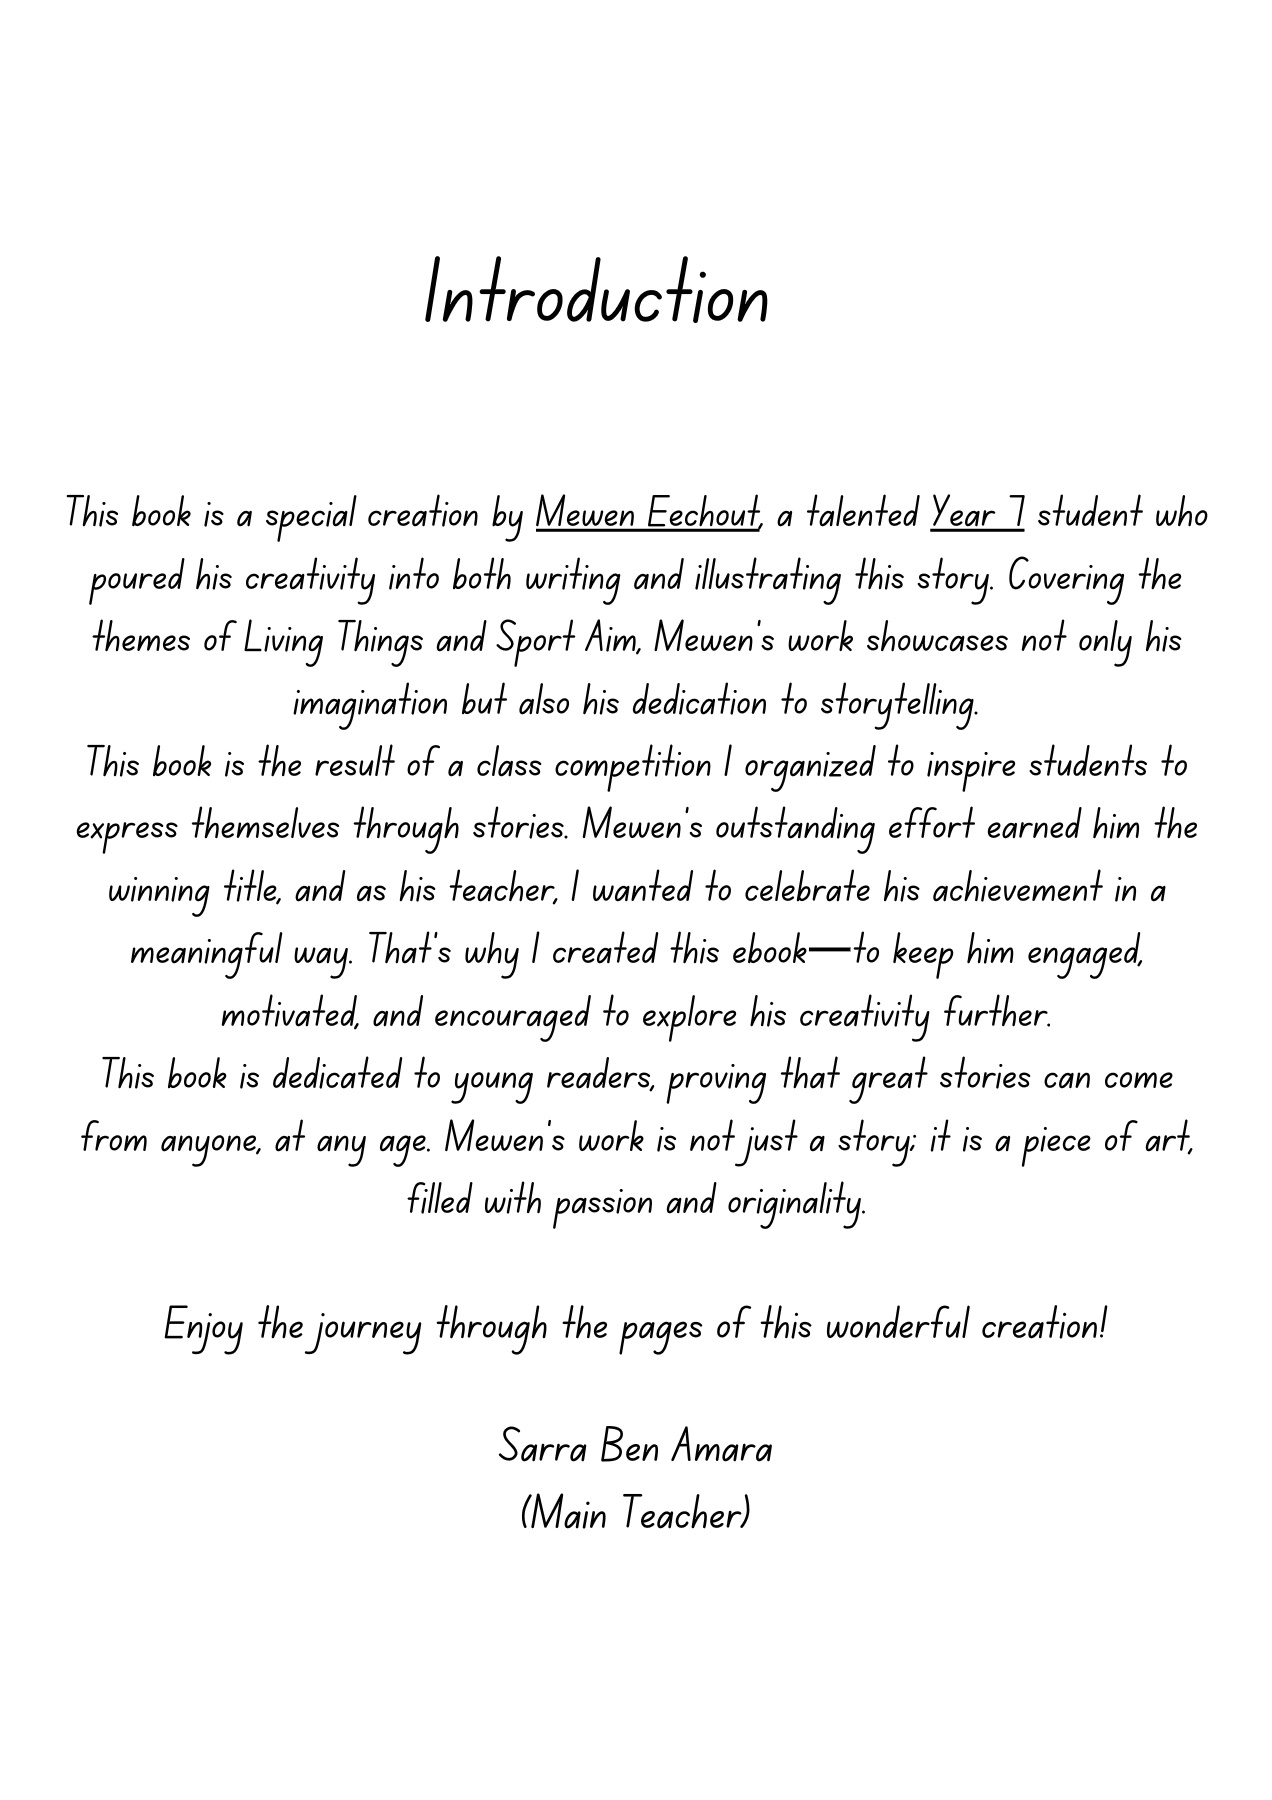 Introduction
This book is a special creation by Mewen Eechout, a talented Year 7 student who
poured his creativity into both writing and illustrating this story. Covering the
themes of Living Things and Sport Aim, Mewen's work showcases not only his
imagination but also his dedication to storytelling.
This book is the result of a class competition I organized to inspire students to
express themselves through stories. Mewen's outstanding effort earned him the
winning title, and as his teacher, I wanted to celebrate his achievement in a
meaningful way. That's why I created this ebook—to keep him engaged,
motivated, and encouraged to explore his creativity further.
This book is dedicated to young readers, proving that great stories can come
from anyone, at any age. Mewen's work is not just a story; it is a piece of art,
filled with passion and originality.
Enjoy the journey through the pages of this wonderful creation!
Sarra Ben Amara
(Main Teacher)